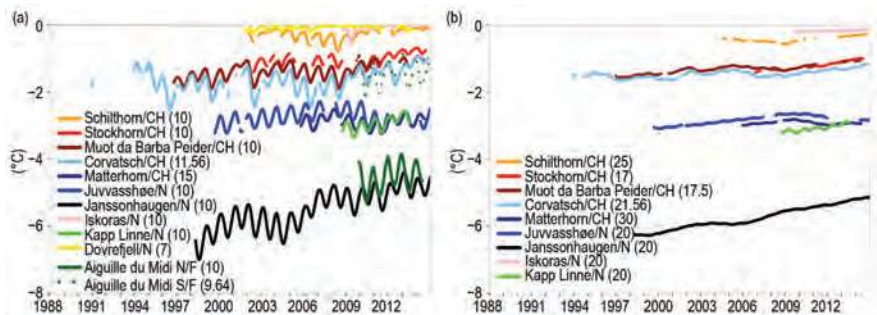 (a)
0
−2
−4
−6
−8
(°C)
Schilthorn/CH (10)
Stockhorn/CH (10)
Muot da Barba Peider/CH (10)
Corvatsch/CH (11,56)
Matterhorn/CH (15)
Juvvasshøe/N (10)
Janssonhaugen/N (10)
Iskoras/N (10)
Kapp Linne/N (10)
Dovrefjell/N (7)
Aiguille du Midi N/F (10)
Aiguille du Midi S/F (9.64)
1988 1991 1994 1997 2000 2003 2006 2009 2012
(b)
0
−2
−4
−6
−8
(°C)
Schilthorn/CH (25)
Stockhorn/CH (17)
Muot da Barba Peider/CH (17.5)
Corvatsch/CH (21.56)
Matterhorn/CH (30)
Juvvasshøe/N (20)
Janssonhaugen/N (20)
Iskoras/N (20)
Kapp Linne/N (20)
1988 1991 1994 1997 2000 2003 2006 2009 2012